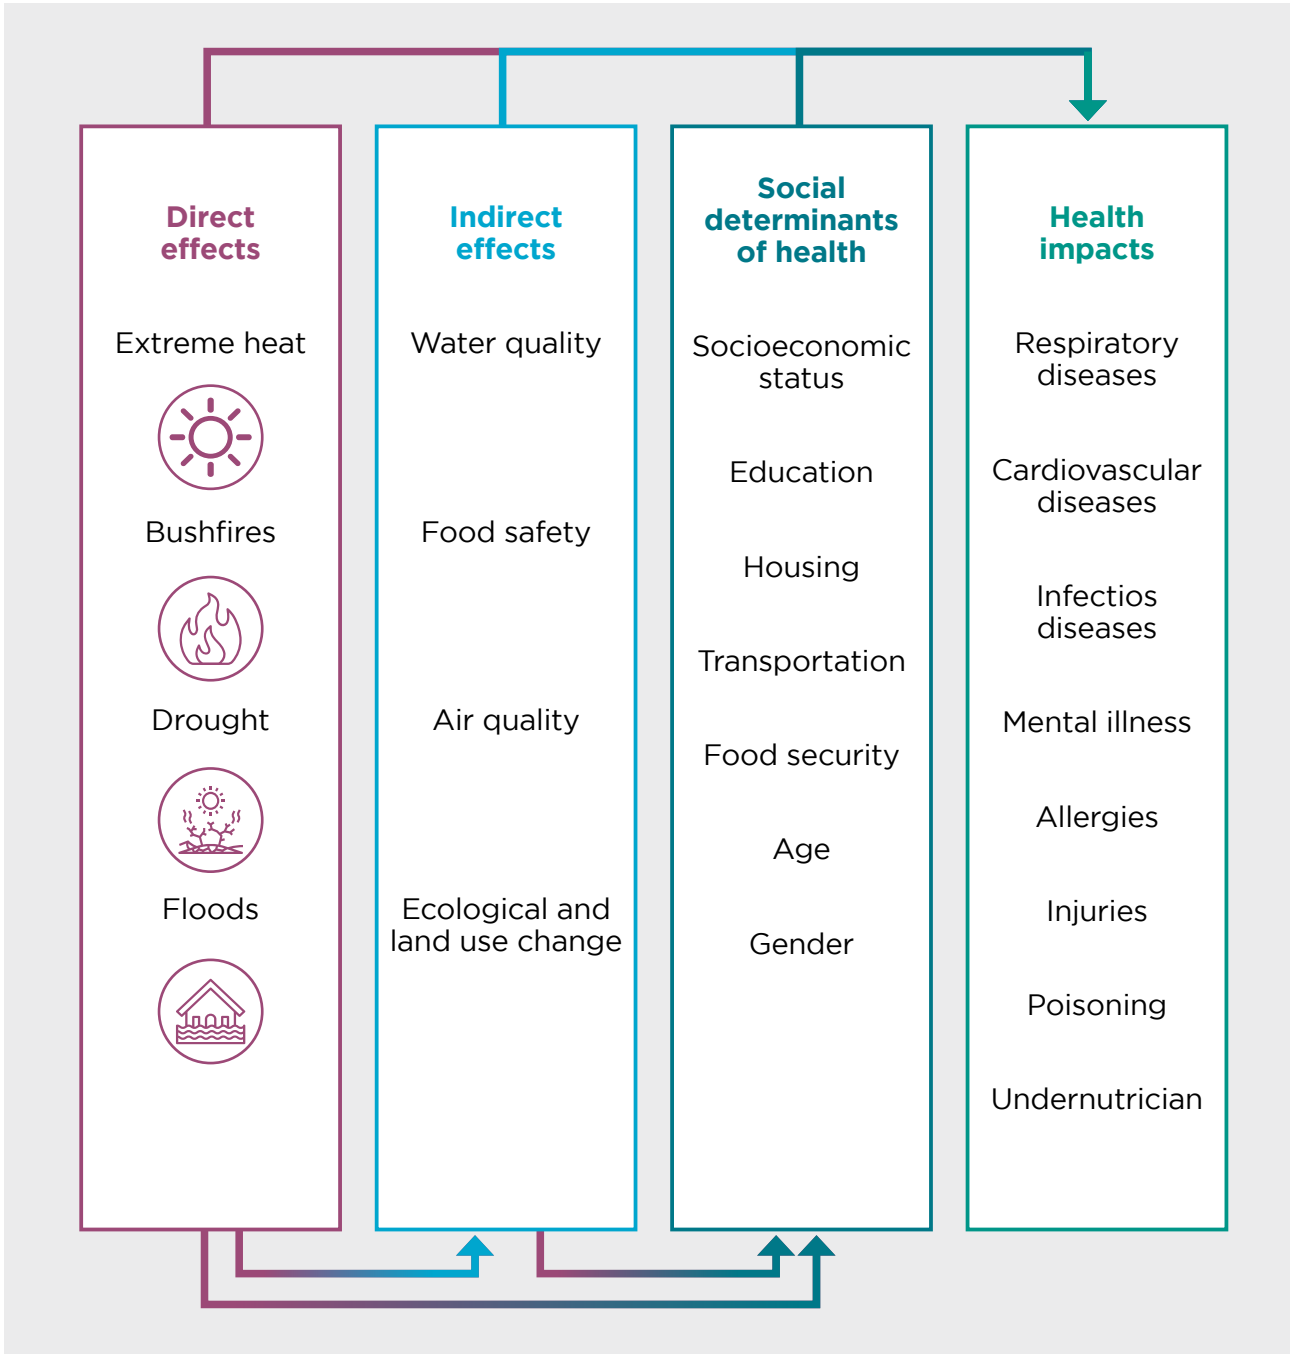 Direct
effects
Extreme heat
Bushfires
Drought
Floods
Indirect
effects
Water quality
Food safety
Air quality
Ecological and
land use change
Social
determinants
of health
Socioeconomic
status
Education
Housing
Transportation
Food security
Age
Gender
Health
impacts
Respiratory
diseases
Cardiovascular
diseases
Infectios
diseases
Mental illness
Allergies
Injuries
Poisoning
Undernutrician